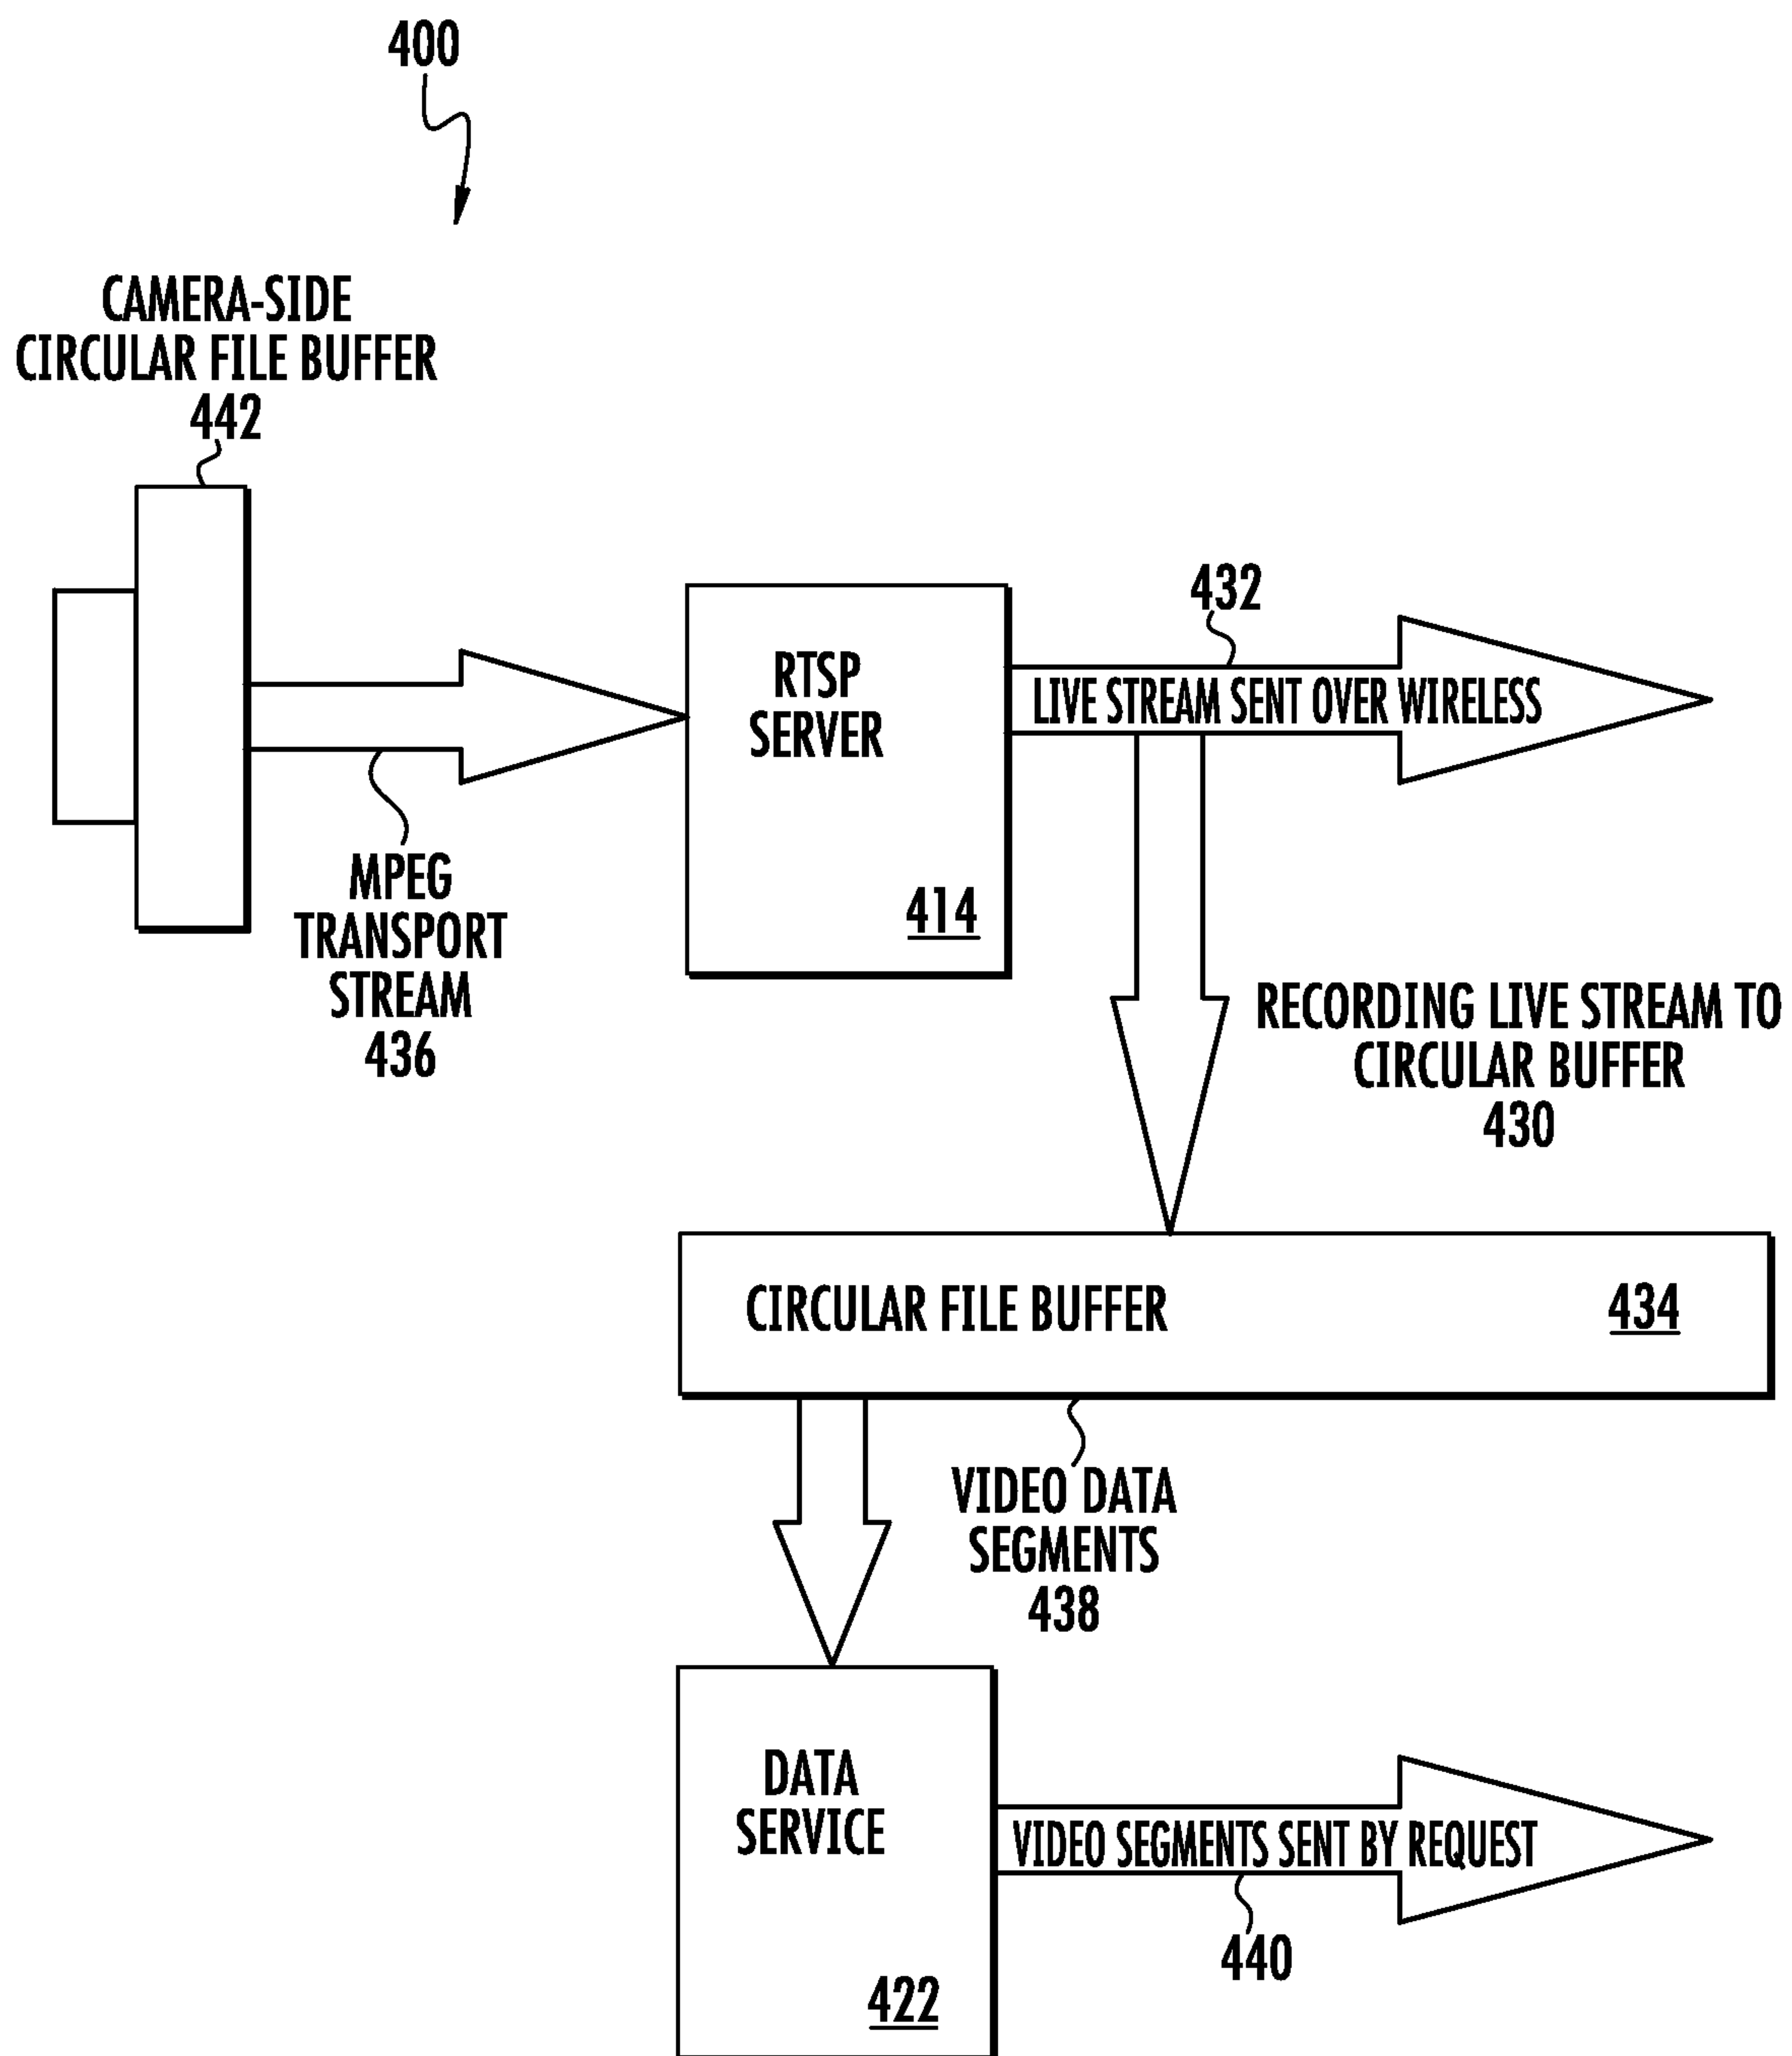 400
CAMERA-SIDE
CIRCULAR FILE BUFFER
442
432
RTSP
SERVER
414
LIVE STREAM SENT OVER WIRELESS
MPEG
TRANSPORT
STREAM
436
RECORDING LIVE STREAM TO
CIRCULAR BUFFER
430
CIRCULAR FILE BUFFER
434
VIDEO DATA
SEGMENTS
438
DATA
SERVICE
422
VIDEO SEGMENTS SENT BY REQUEST
440